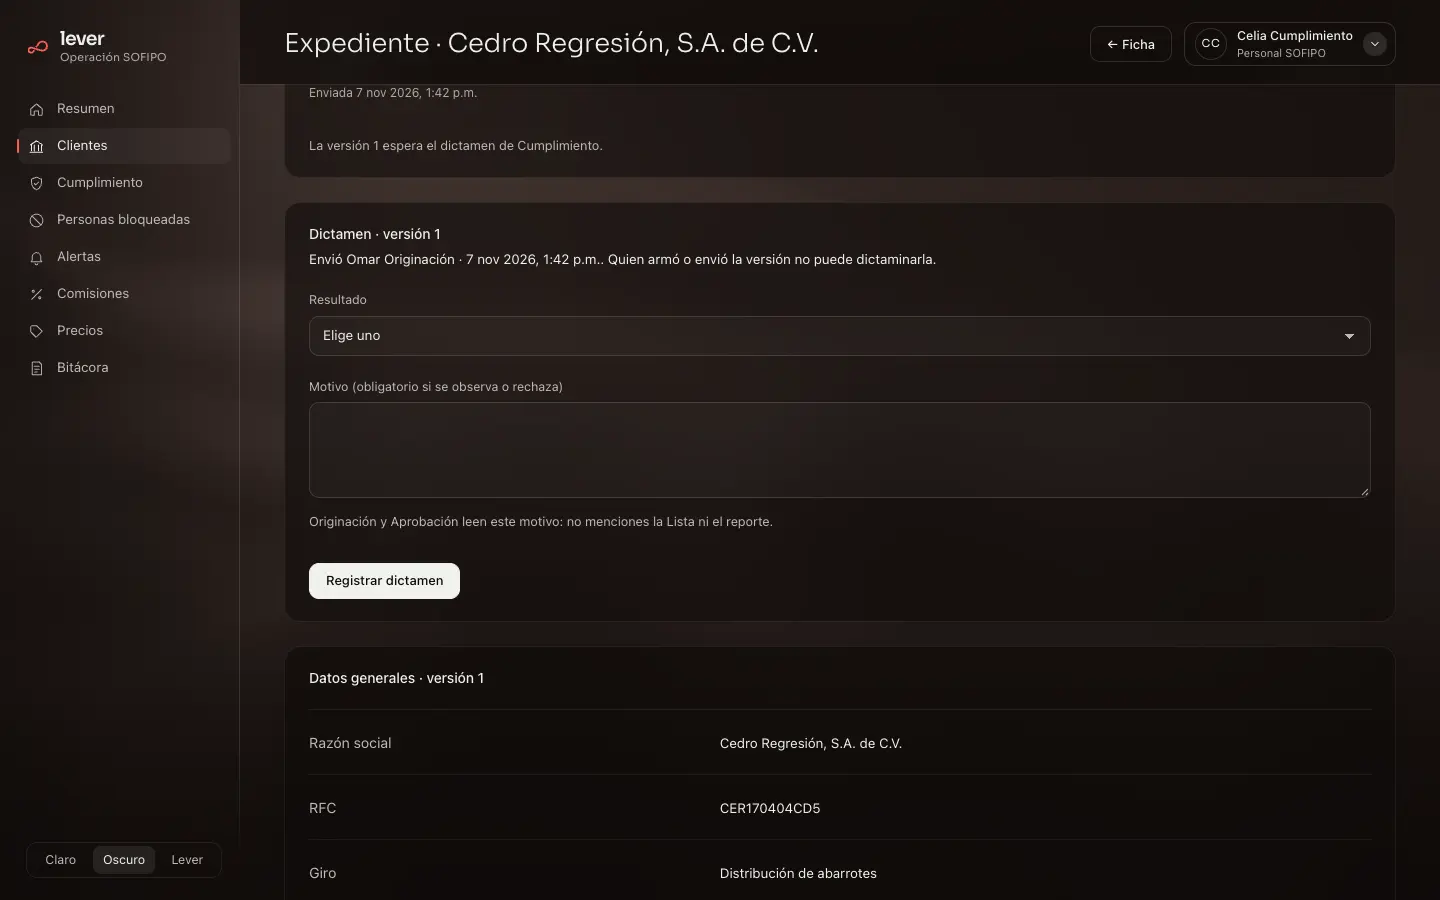 lever
Operación SOFIPO
Resumen
Clientes
Cumplimiento
Personas bloqueadas
Alertas
Comisiones
Precios
Bitácora
Claro
Oscuro
Lever
Expediente · Cedro Regresión, S.A. de C.V.
← Ficha
CC
Celia Cumplimiento
Personal SOFIPO
Enviada 7 nov 2026, 1:42 p.m.
La versión 1 espera el dictamen de Cumplimiento.
Dictamen · versión 1
Envió Omar Originación · 7 nov 2026, 1:42 p.m.. Quien armó o envió la versión no puede dictaminarla.
Resultado
Elige uno
Motivo (obligatorio si se observa o rechaza)
Originación y Aprobación leen este motivo: no menciones la Lista ni el reporte.
Registrar dictamen
Datos generales · versión 1
Razón social
Cedro Regresión, S.A. de C.V.
RFC
CER170404CD5
Giro
Distribución de abarrotes